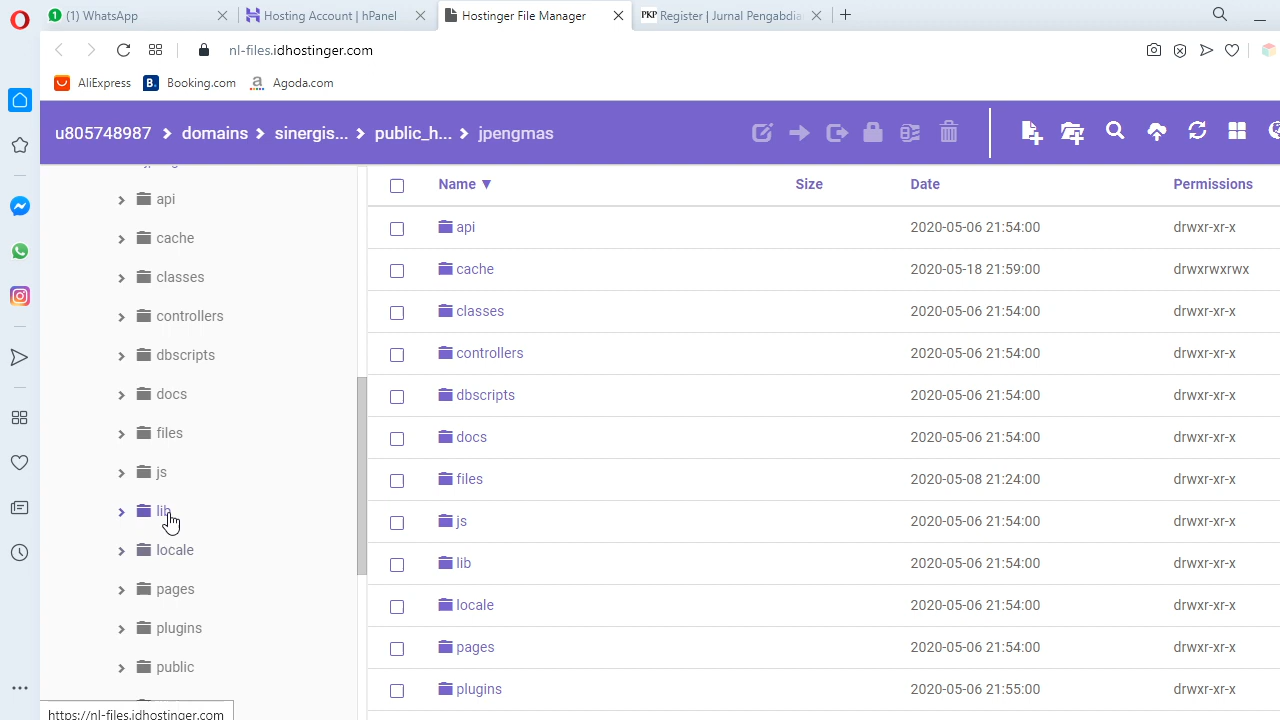 (1) WhatsApp
Hosting Account | hPanel
Hostinger File Manager
PKP Register | Jurnal Pengabdia
nl-files.idhostinger.com
AliExpress
B. Booking.com
a Agoda.com
u805748987 > domains > sinergis... > public_h... > jpengmas
api
cache
classes
controllers
dbscripts
docs
files
js
lib
locale
pages
plugins
public
https://nl-files.idhostinger.com
Name ▼ Size Date Permissions
api 2020-05-06 21:54:00 drwxr-xr-x
cache 2020-05-18 21:59:00 drwxrwxrwx
classes 2020-05-06 21:54:00 drwxr-xr-x
controllers 2020-05-06 21:54:00 drwxr-xr-x
dbscripts 2020-05-06 21:54:00 drwxr-xr-x
docs 2020-05-06 21:54:00 drwxr-xr-x
files 2020-05-08 21:24:00 drwxr-xr-x
js 2020-05-06 21:54:00 drwxr-xr-x
lib 2020-05-06 21:54:00 drwxr-xr-x
locale 2020-05-06 21:54:00 drwxr-xr-x
pages 2020-05-06 21:54:00 drwxr-xr-x
plugins 2020-05-06 21:55:00 drwxr-xr-x